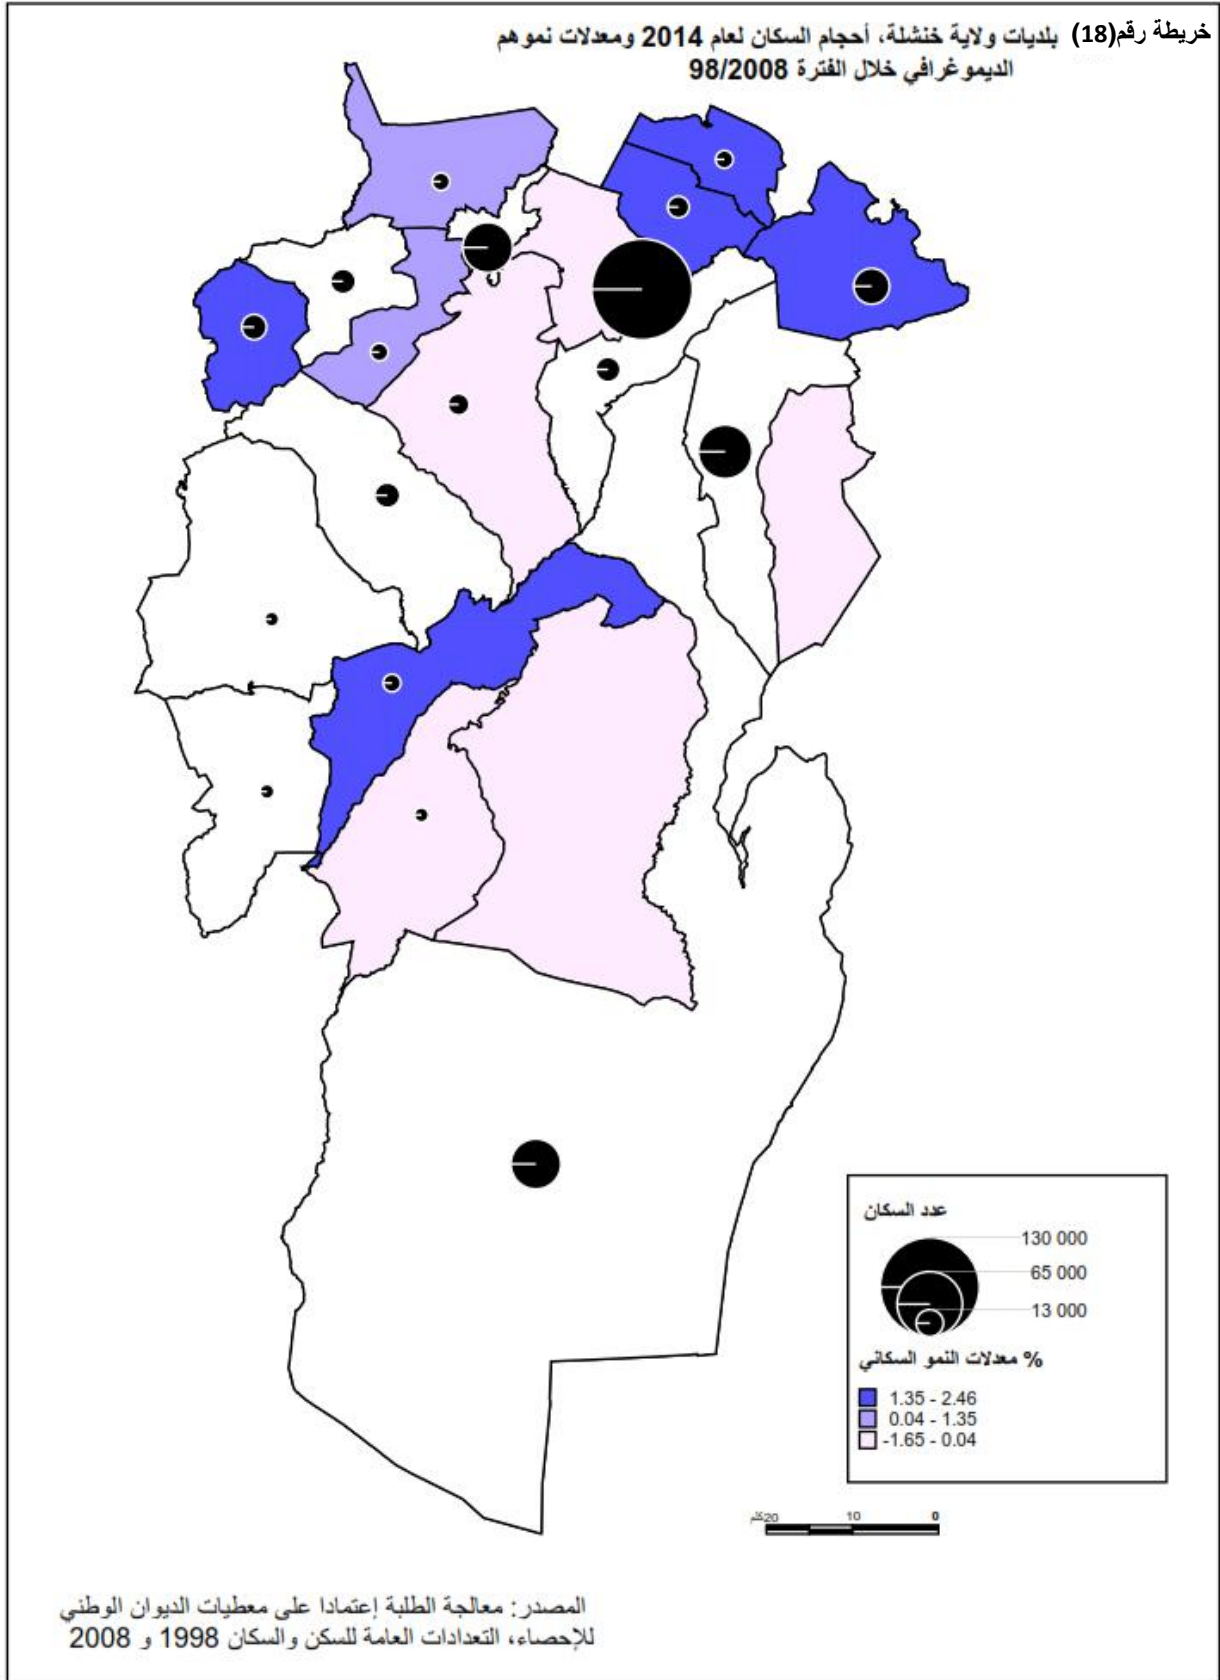 خريطة رقم(18) بلديات ولاية خنشلة، أحجام السكان لعام 2014 ومعدلات نموهم
الديموغرافي خلال الفترة 98/2008
عدد السكان
130 000
65 000
13 000
% معدلات النمو السكاني
1.35 - 2.46
0.04 - 1.35
-1.65 - 0.04
كلم20 10 0
المصدر: معالجة الطلبة إعتمادا على معطيات الديوان الوطني
للإحصاء، التعدادات العامة للسكن والسكان 1998 و 2008